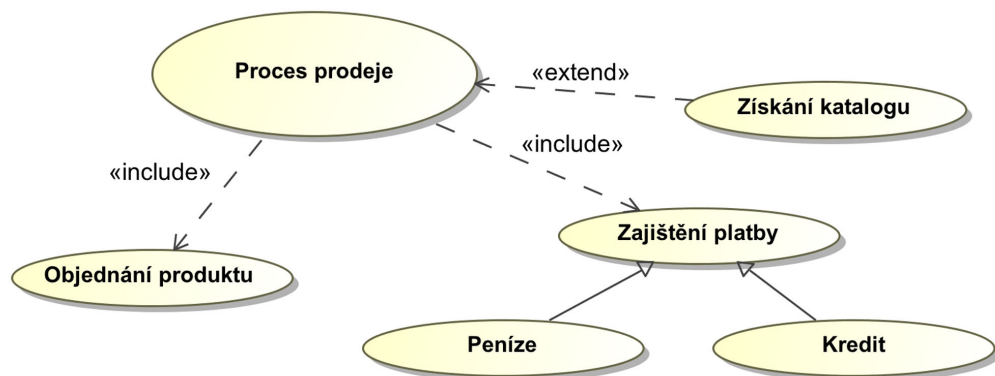 Proces prodeje
«extend»
Získání katalogu
«include»
«include»
Zajištění platby
Objednání produktu
Peníze
Kredit